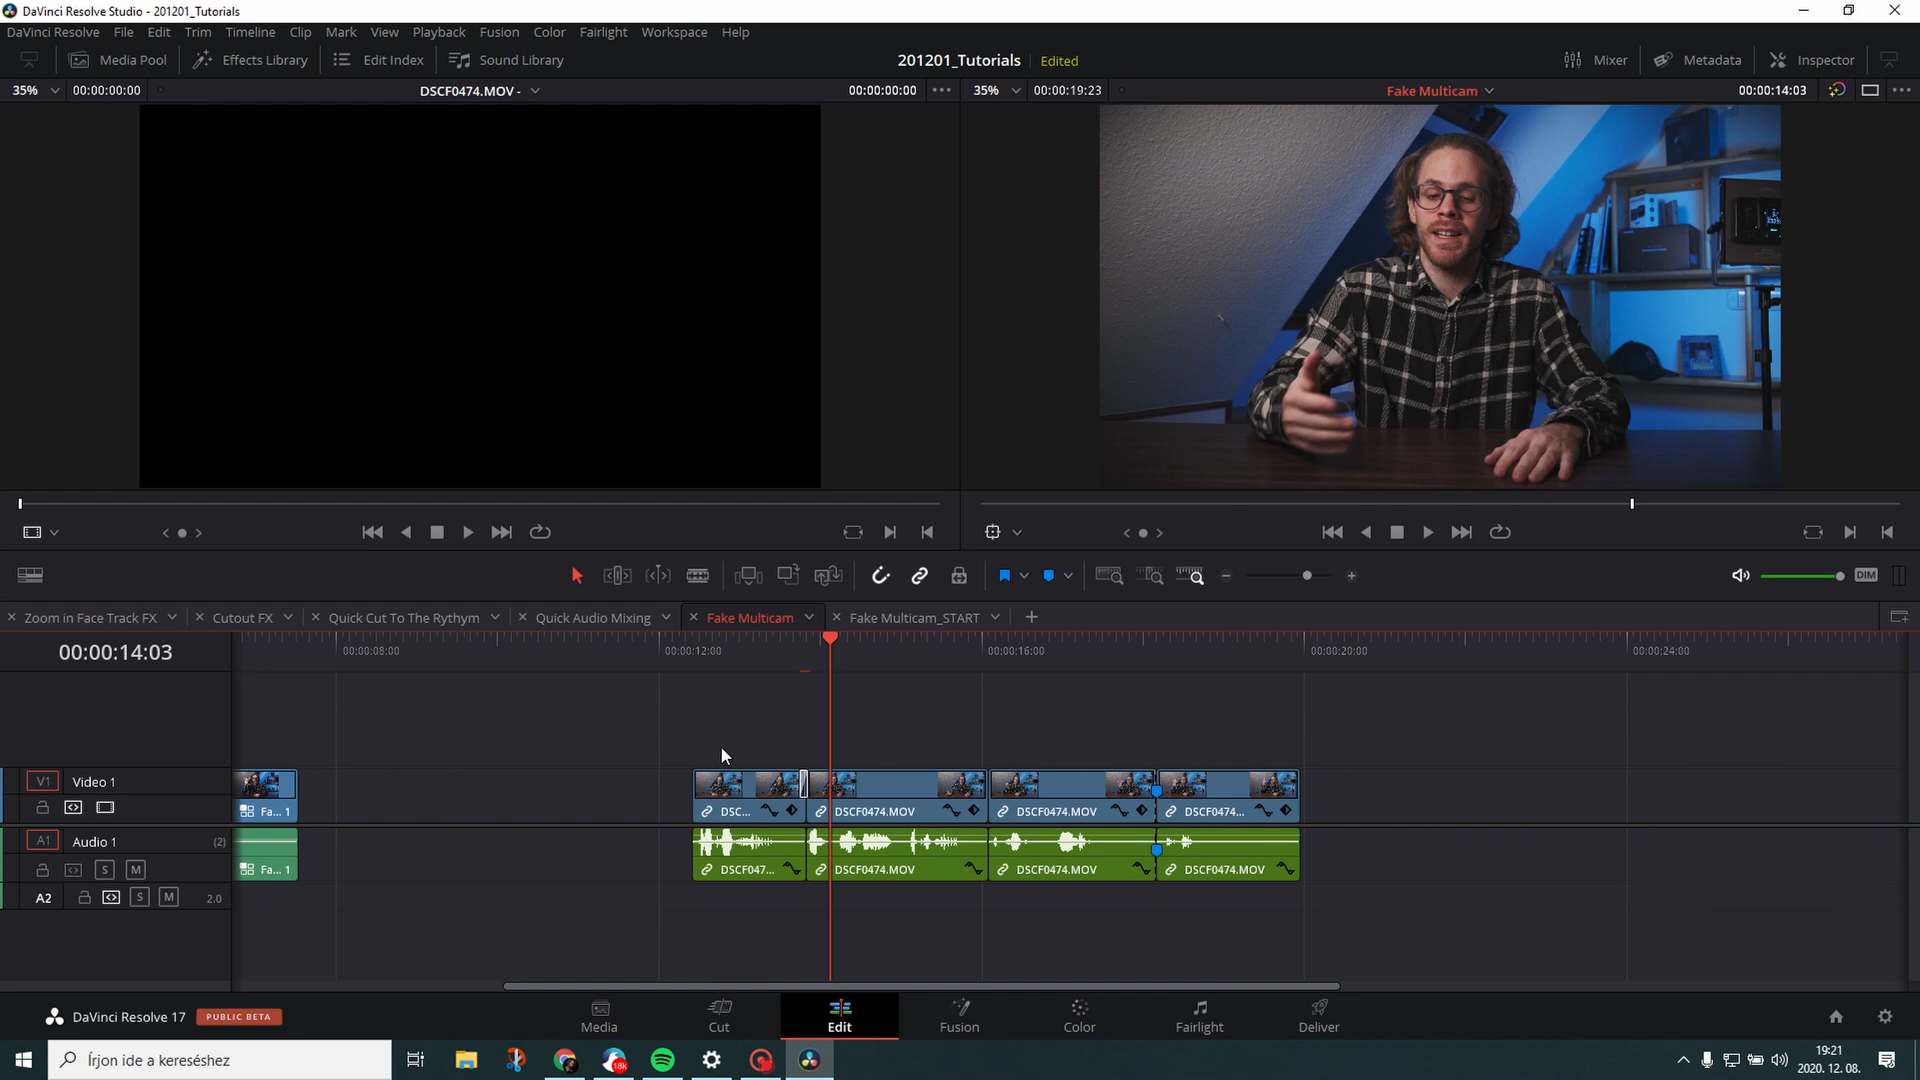 DaVinci Resolve Studio - 201201_Tutorials
DaVinci Resolve File Edit Trim Timeline Clip Mark View Playback Fusion Color Fairlight Workspace Help
Media Pool Effects Library Edit Index Sound Library 201201_Tutorials Edited Mixer Metadata Inspector
35% 00:00:00:00 DSCF0474.MOV - 00:00:00:00 35% 00:00:19:23 Fake Multicam 00:00:14:03
DIM
Zoom in Face Track FX Cutout FX Quick Cut To The Rythym Quick Audio Mixing Fake Multicam Fake Multicam_START
00:00:14:03 00:00:08:00 00:00:12:00 00:00:16:00 00:00:20:00 00:00:24:00
V1 Video 1
Fa... 1 DSC... DSCF0474.MOV DSCF0474.MOV DSCF0474...
A1 Audio 1 (2)
S M Fa... 1 DSCF047... DSCF0474.MOV DSCF0474.MOV DSCF0474.MOV
A2 S M 2.0
DaVinci Resolve 17 PUBLIC BETA Media Cut Edit Fusion Color Fairlight Deliver
Írjon ide a kereséshez
18k
19:21
2020. 12. 08.